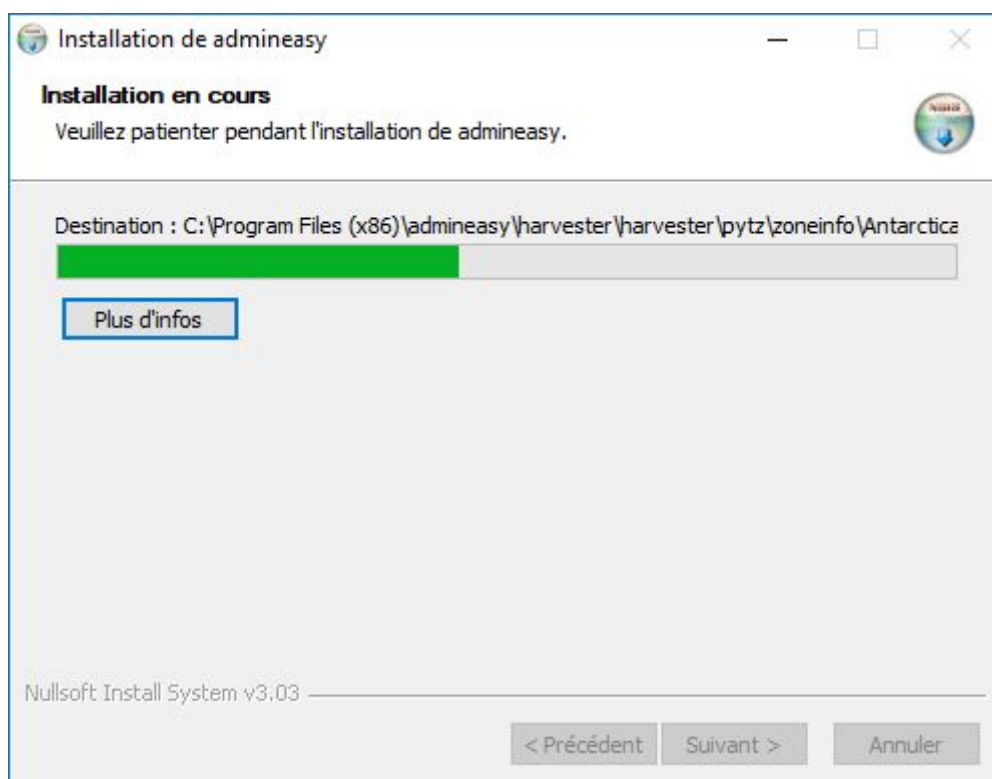 Installation de admineasy
Installation en cours
Veuillez patienter pendant l'installation de admineasy.
Destination : C:\Program Files (x86)\admineasy\harvester\harvester\pytz\zoneinfo\Antarctica
Plus d'infos
Nullsoft Install System v3.03
< Précédent
Suivant >
Annuler